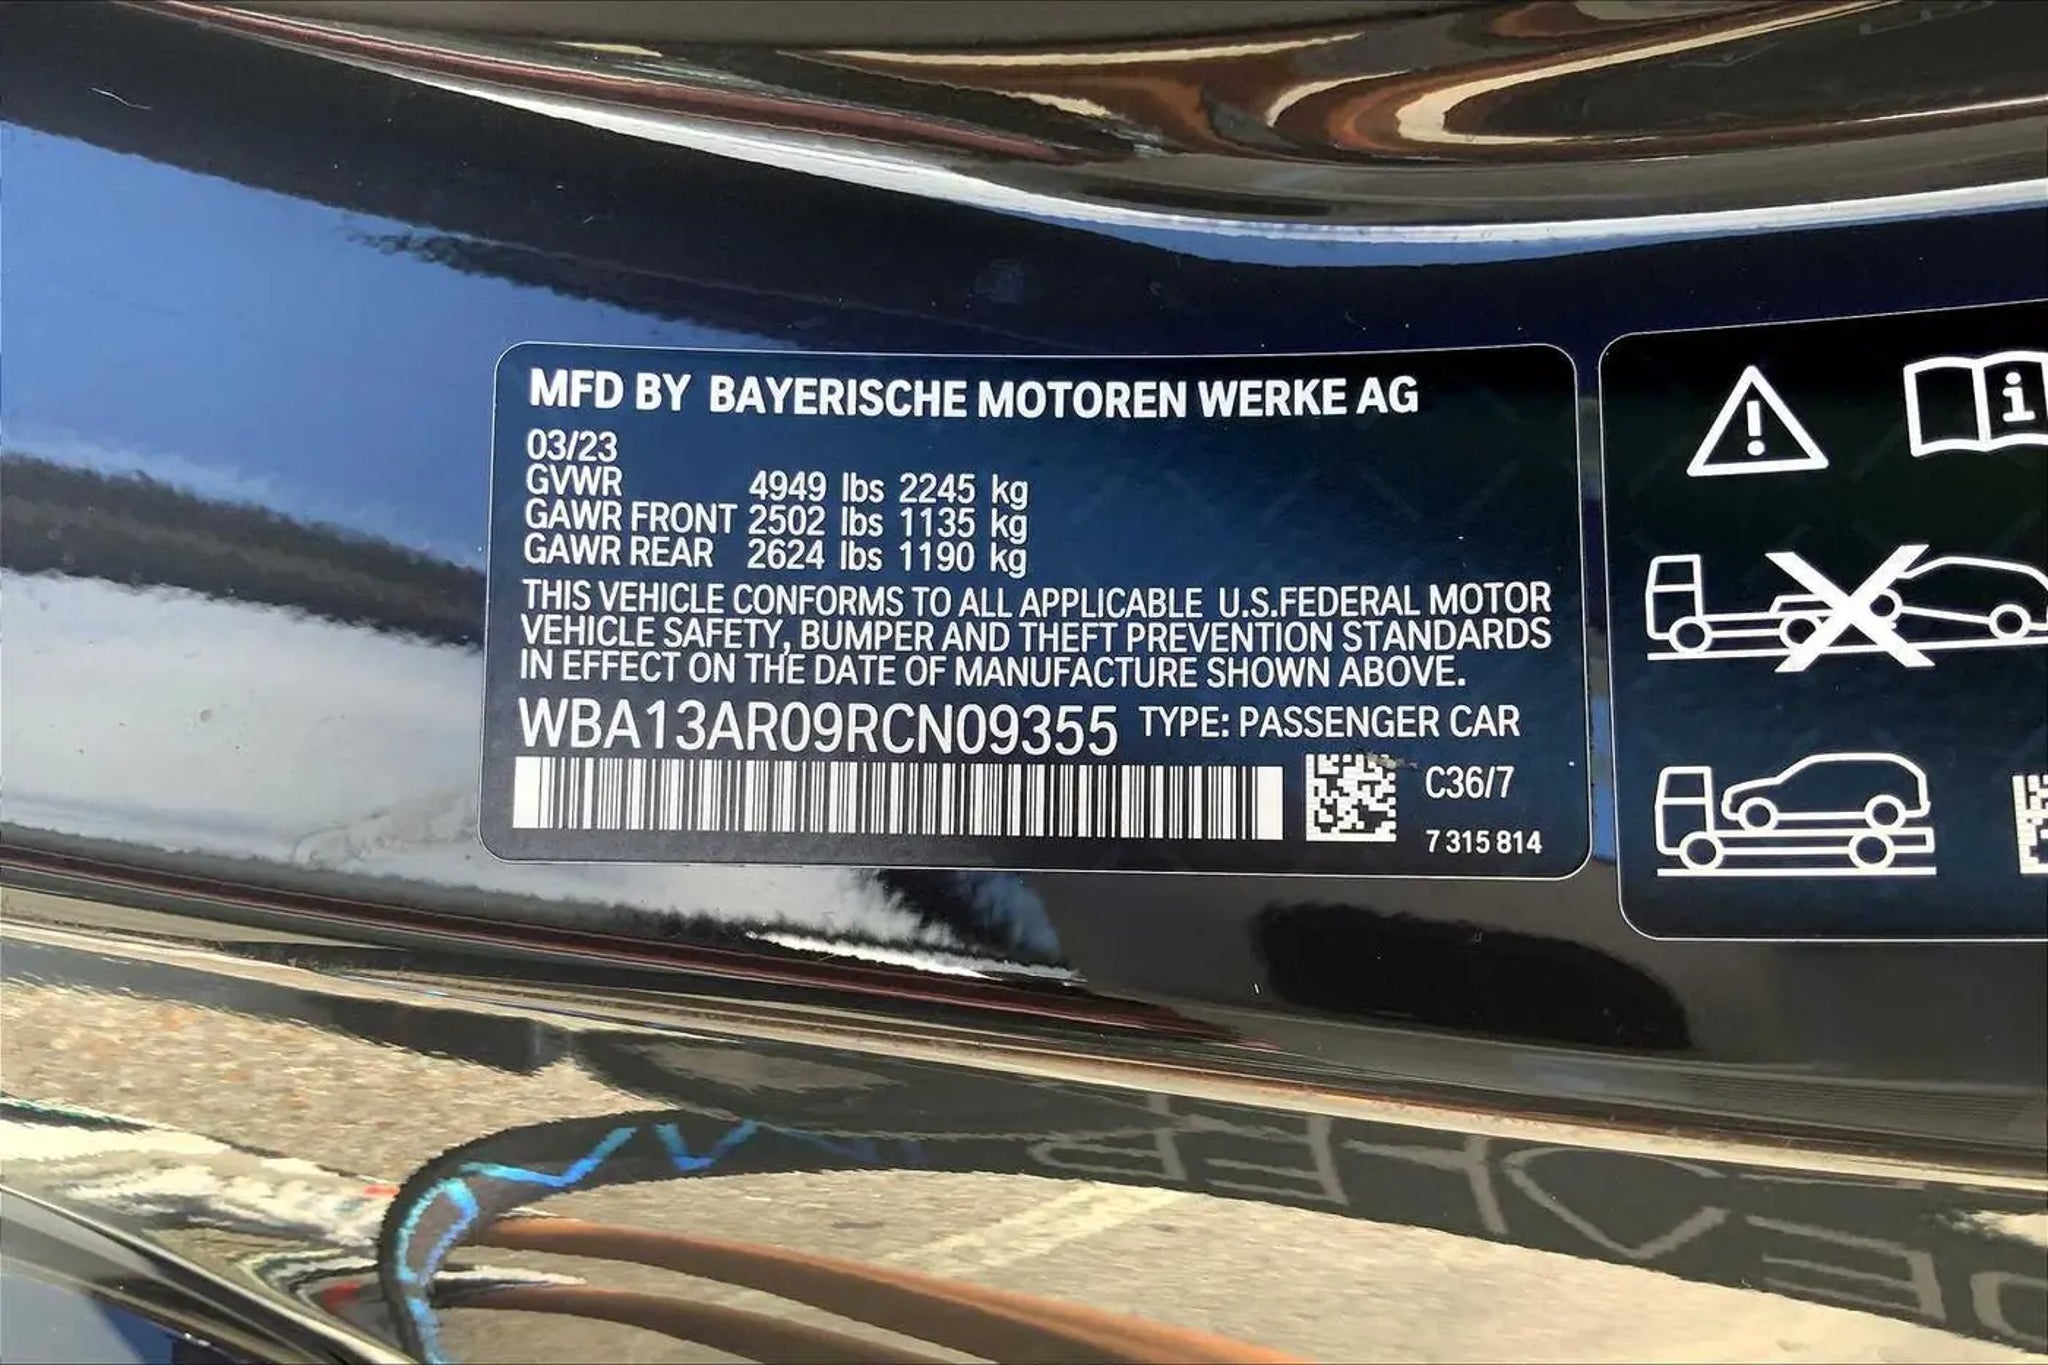 MFD BY BAYERISCHE MOTOREN WERKE AG
03/23
GVWR 4949 lbs 2245 kg
GAWR FRONT 2502 lbs 1135 kg
GAWR REAR 2624 lbs 1190 kg
THIS VEHICLE CONFORMS TO ALL APPLICABLE U.S.FEDERAL MOTOR
VEHICLE SAFETY, BUMPER AND THEFT PREVENTION STANDARDS
IN EFFECT ON THE DATE OF MANUFACTURE SHOWN ABOVE.
WBA13AR09RCN09355 TYPE: PASSENGER CAR
C36/7
7 315 814